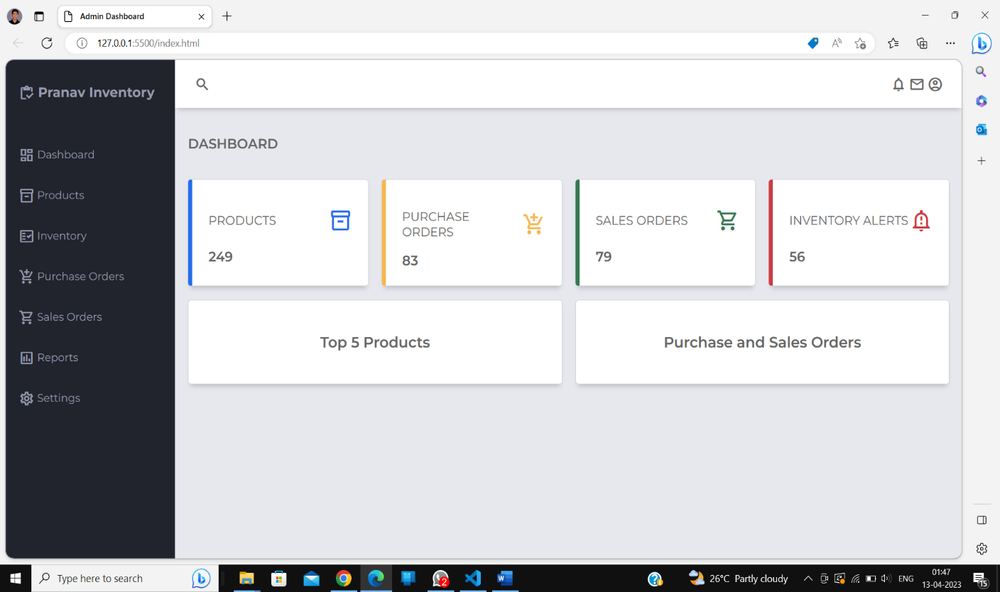 Admin Dashboard
127.0.0.1:5500/index.html
Pranav Inventory
Dashboard
Products
Inventory
Purchase Orders
Sales Orders
Reports
Settings
DASHBOARD
PRODUCTS
249
PURCHASE
ORDERS
83
SALES ORDERS
79
INVENTORY ALERTS
56
Top 5 Products
Purchase and Sales Orders
Type here to search
2
26°C Partly cloudy
ENG
01:47
13-04-2023
15